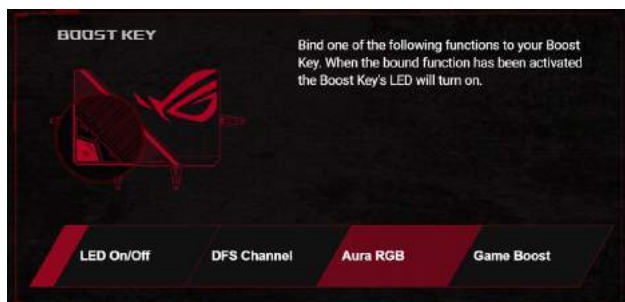 BOOST KEY
Bind one of the following functions to your Boost
Key. When the bound function has been activated
the Boost Key's LED will turn on.
LED On/Off
DFS Channel
Aura RGB
Game Boost